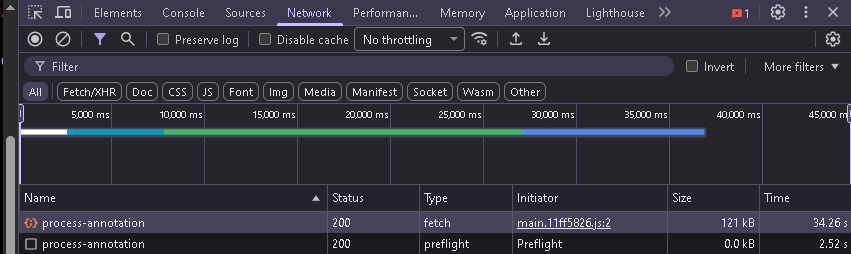 Elements Console Sources Network Performan... Memory Application Lighthouse 1
Preserve log Disable cache No throttling
Filter Invert More filters
All Fetch/XHR Doc CSS JS Font Img Media Manifest Socket Wasm Other
5,000 ms 10,000 ms 15,000 ms 20,000 ms 25,000 ms 30,000 ms 35,000 ms 40,000 ms 45,000 m
Name Status Type Initiator Size Time
process-annotation 200 fetch main.11ff5826.js:2 121 kB 34.26 s
process-annotation 200 preflight Preflight 0.0 kB 2.52 s